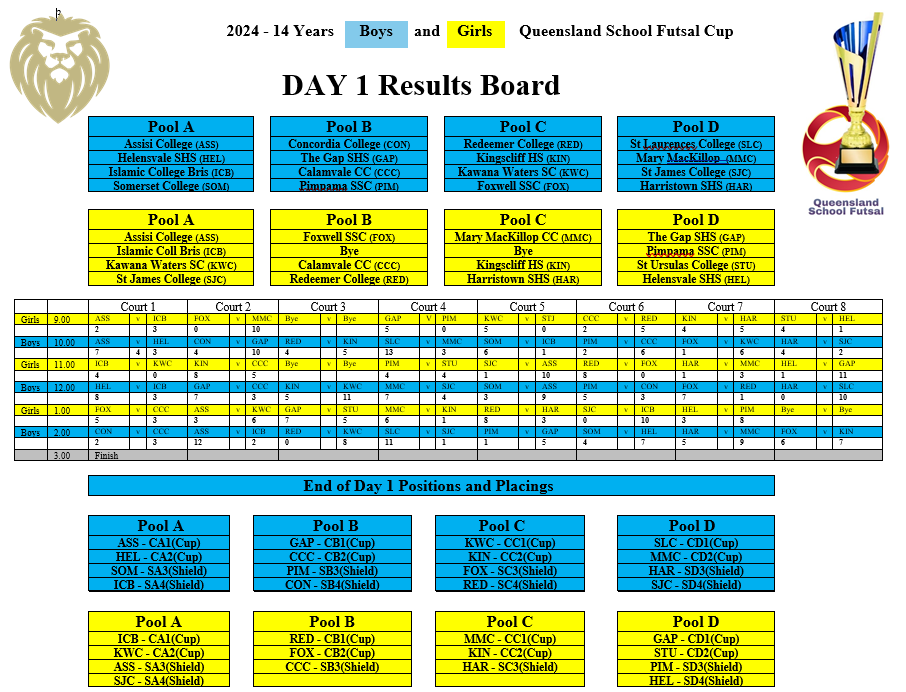 2024 - 14 Years Boys and Girls Queensland School Futsal Cup
DAY 1 Results Board
Pool A Pool B Pool C Pool D
Assisi College (ASS) Concordia College (CON) Redeemer College (RED) St Laurences College (SLC)
Helensvale SHS (HEL) The Gap SHS (GAP) Kingscliff HS (KIN) Mary MacKillop (MMC)
Islamic College Bris (ICB) Calamvale CC (CCC) Kawana Waters SC (KWC) St James College (SJC)
Somerset College (SOM) Pimpama SSC (PIM) Foxwell SSC (FOX) Harristown SHS (HAR)
Queensland
School Futsal
Pool A Pool B Pool C Pool D
Assisi College (ASS) Foxwell SSC (FOX) Mary MacKillop CC (MMC) The Gap SHS (GAP)
Islamic Coll Bris (ICB) Bye Bye Pimpana SSC (PIM)
Kawana Waters SC (KWC) Calamvale CC (CCC) Kingscliff HS (KIN) St Ursulas College (STU)
St James College (SJC) Redeemer College (RED) Harristown SHS (HAR) Helensvale SHS (HEL)
Court 1 Court 2 Court 3 Court 4 Court 5 Court 6 Court 7 Court 8
Girls 9.00 ASS v ICB FOX v MMC Bye v Bye GAP V PIM KWC v STJ CCC v RED KIN v HAR STU v HEL
2 3 0 10 5 0 5 0 2 5 4 5 4 1
Boys 10.00 ASS v HEL CON v GAP RED v KIN SLC v MMC SOM v ICB PIM v CCC FOX v KWC HAR v SJC
7 4 3 4 10 4 5 13 3 6 1 2 6 1 6 4 2
Girls 11.00 ICB v KWC KIN v CCC Bye v Bye PIM v STU SJC v ASS RED v FOX HAR v MMC HEL v GAP
4 0 8 5 4 4 1 10 8 0 1 3 1 11
Boys 12.00 HEL v ICB GAP v CCC KIN v KWC MMC v SJC SOM v ASS PIM v CON FOX v RED HAR v SLC
8 3 7 3 5 11 7 4 3 9 5 3 7 1 0 10
Girls 1.00 FOX v CCC ASS v KWC GAP v STU MMC v KIN RED v HAR SJC v ICB HEL v PIM Bye v Bye
5 3 3 6 7 5 6 1 8 3 0 10 3 8
Boys 2.00 CON v CCC ASS v ICB RED v KWC SLC v SJC PIM v GAP SOM v HEL HAR v MMC FOX v KIN
2 3 12 2 0 8 11 1 1 5 4 7 5 9 6 7
3.00 Finish
End of Day 1 Positions and Placings
Pool A Pool B Pool C Pool D
ASS - CA1(Cup) GAP - CB1(Cup) KWC - CC1(Cup) SLC - CD1(Cup)
HEL - CA2(Cup) CCC - CB2(Cup) KIN - CC2(Cup) MMC - CD2(Cup)
SOM - SA3(Shield) PIM - SB3(Shield) FOX - SC3(Shield) HAR - SD3(Shield)
ICB - SA4(Shield) CON - SB4(Shield) RED - SC4(Shield) SJC - SD4(Shield)
Pool A Pool B Pool C Pool D
ICB - CA1(Cup) RED - CB1(Cup) MMC - CC1(Cup) GAP - CD1(Cup)
KWC - CA2(Cup) FOX - CB2(Cup) KIN - CC2(Cup) STU - CD2(Cup)
ASS - SA3(Shield) CCC - SB3(Shield) HAR - SC3(Shield) PIM - SD3(Shield)
SJC - SA4(Shield) HEL - SD4(Shield)